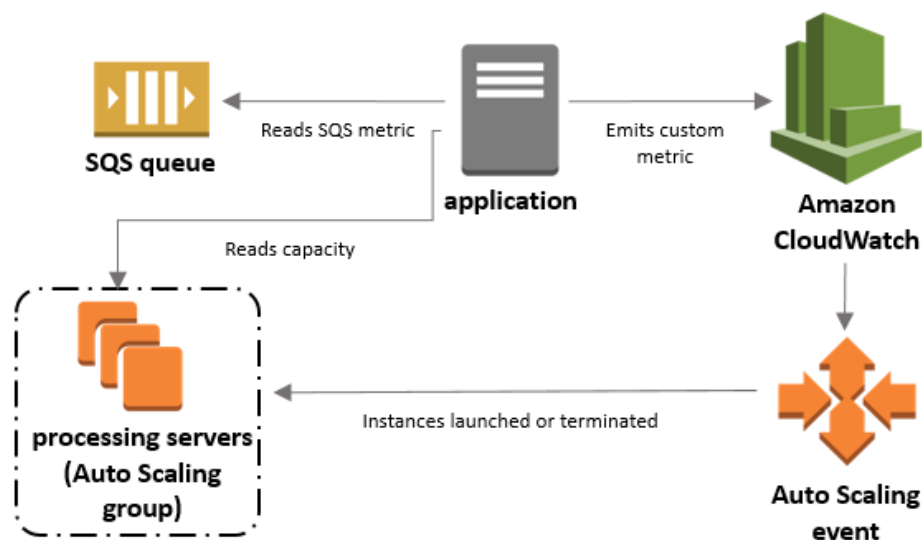 Reads SQS metric
Emits custom
metric
SQS queue
application
Amazon
CloudWatch
Reads capacity
processing servers
(Auto Scaling
group)
Instances launched or terminated
Auto Scaling
event